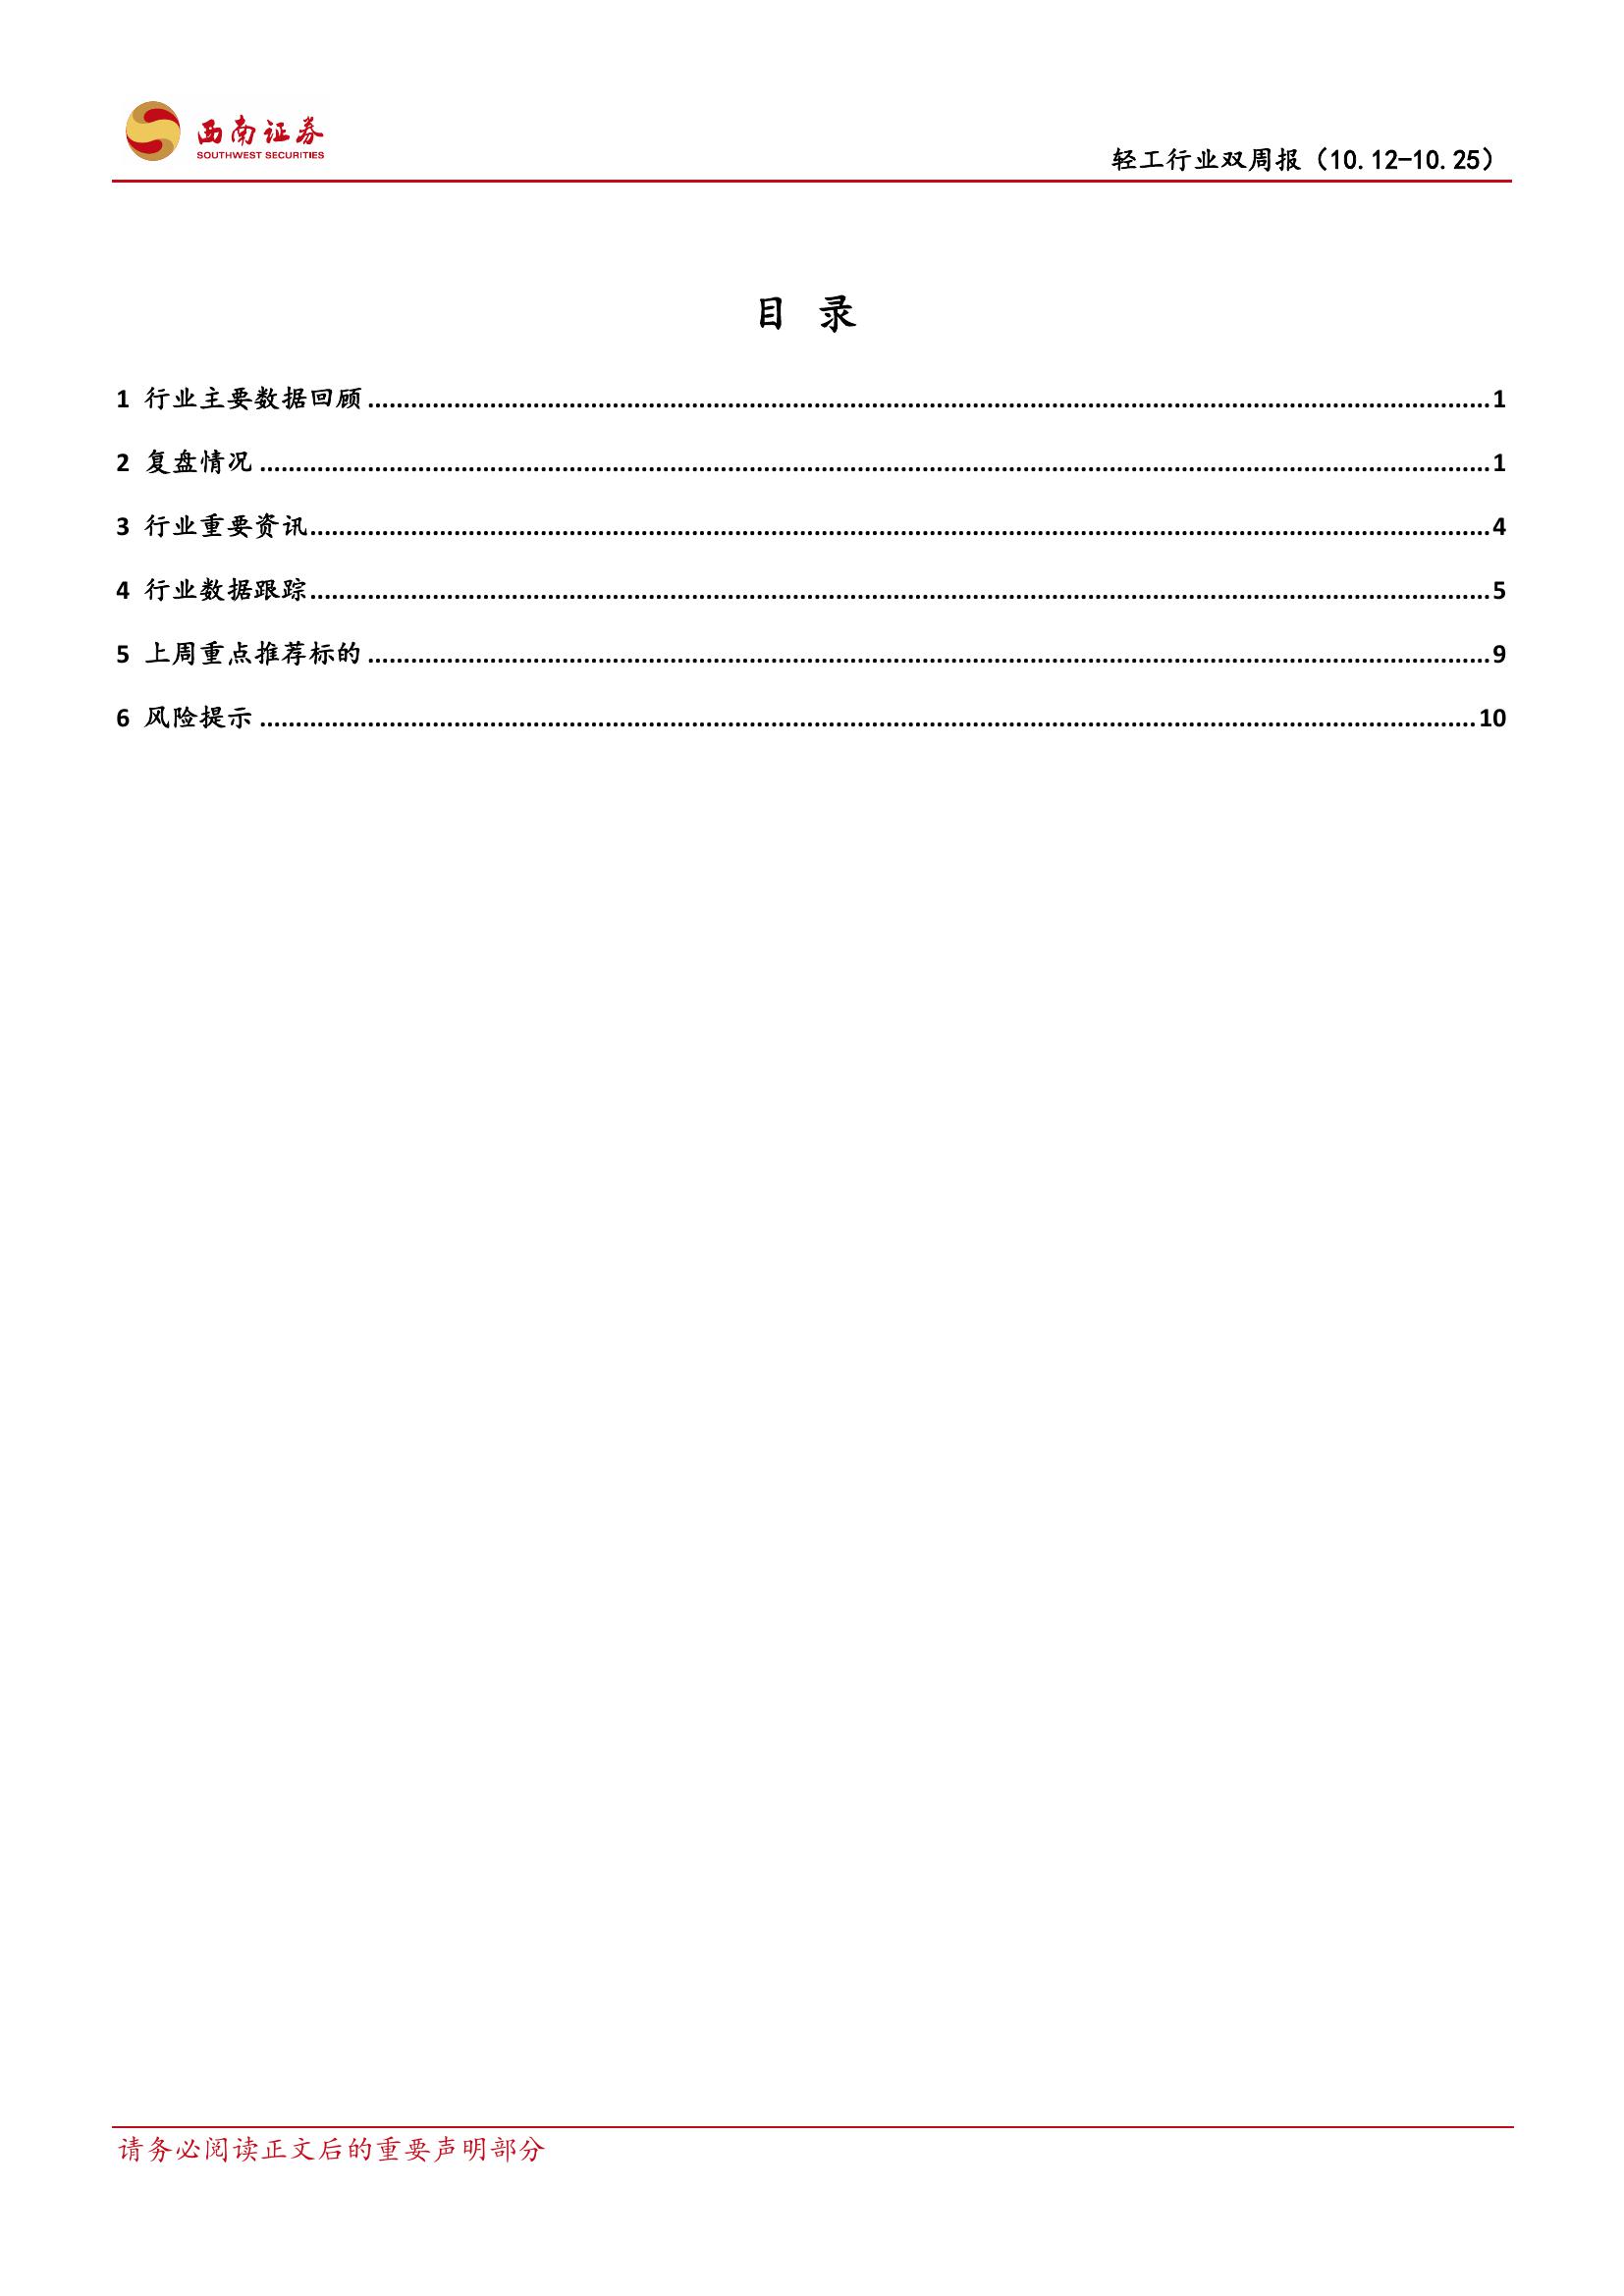 西南证券
SOUTHWEST SECURITIES
轻工行业双周报（10.12-10.25）
目 录
1 行业主要数据回顾 ........ 1
2 复盘情况 ........ 1
3 行业重要资讯 ........ 4
4 行业数据跟踪 ........ 5
5 上周重点推荐标的 ........ 9
6 风险提示 ........ 10
请务必阅读正文后的重要声明部分